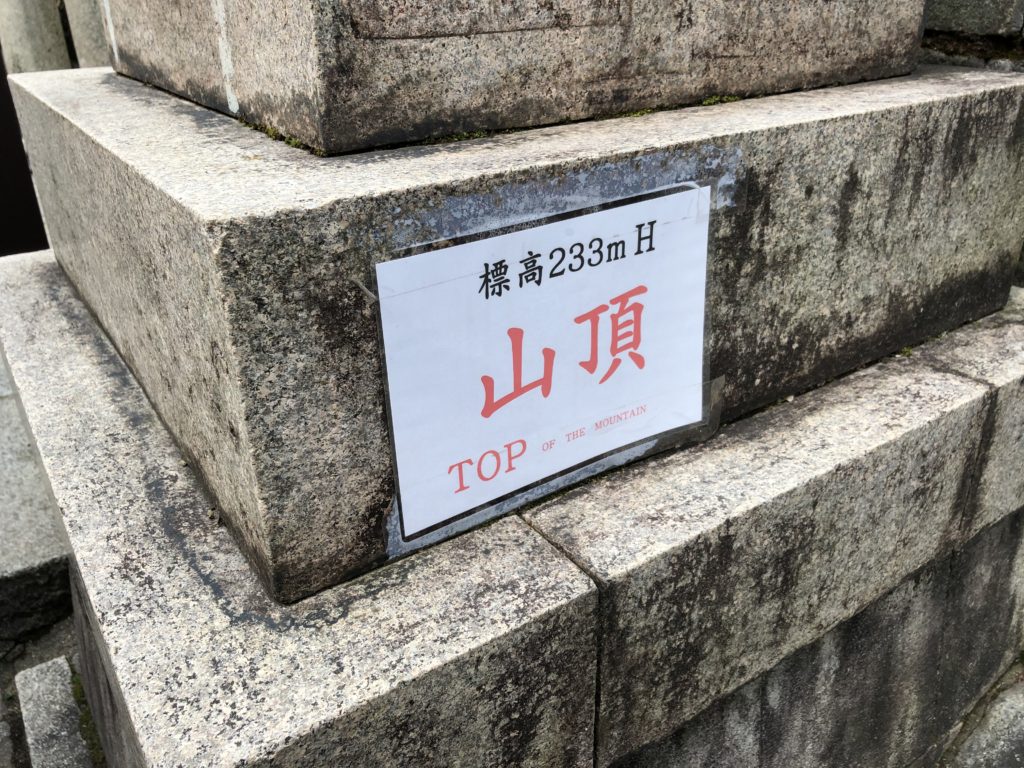 標高233m H
山頂
TOP OF THE MOUNTAIN